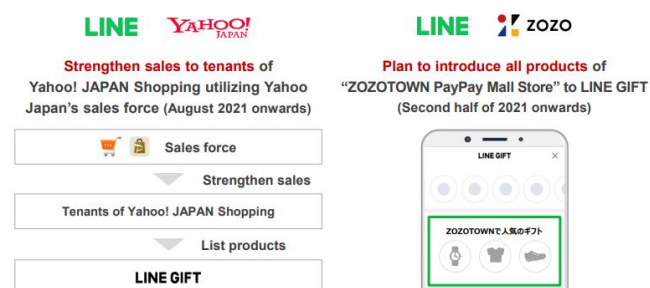 LINE YAHOO! JAPAN
Strengthen sales to tenants of
Yahoo! JAPAN Shopping utilizing Yahoo
Japan's sales force (August 2021 onwards)
Sales force
Strengthen sales
Tenants of Yahoo! JAPAN Shopping
List products
LINE GIFT
LINE ZOZO
Plan to introduce all products of
“ZOZOTOWN PayPay Mall Store” to LINE GIFT
(Second half of 2021 onwards)
LINE GIFT ×
ZOZOTOWNで人気のギフト